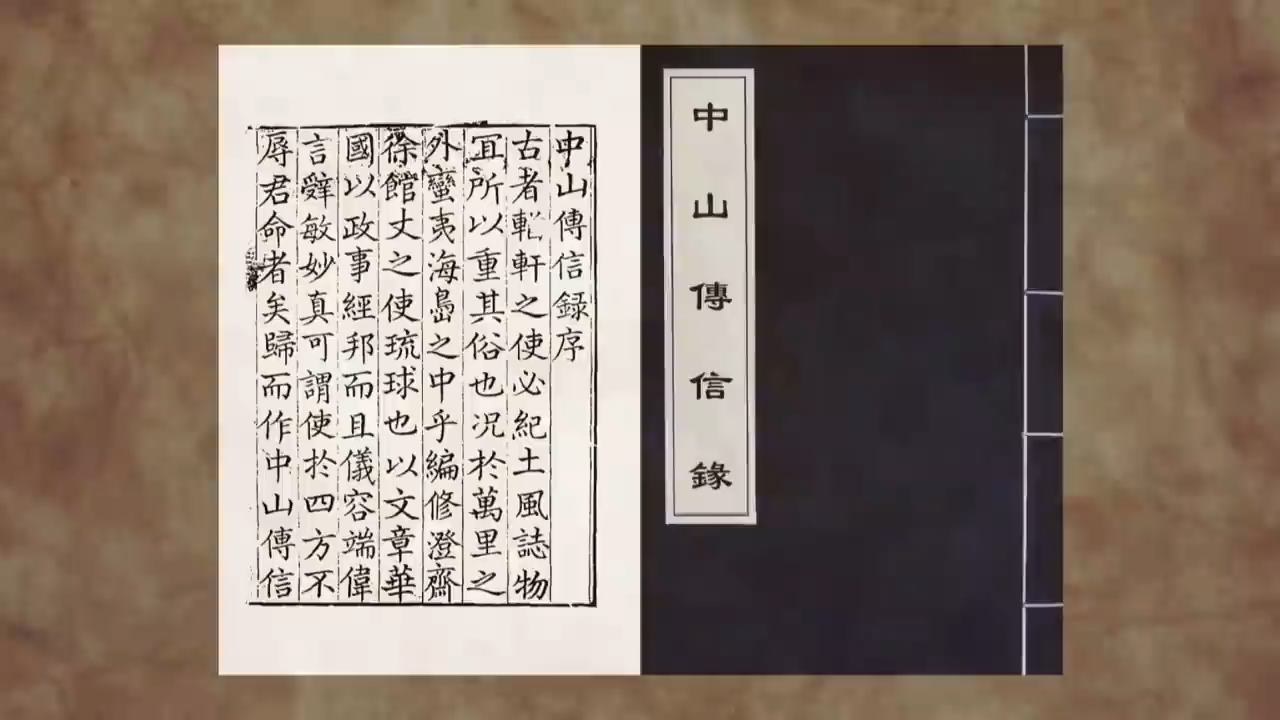 中山傳信錄
中山傳信録序
古者輶軒之使必紀土風誌物
冝所以重其俗也况於萬里之
外蠻夷海島之中乎編修澄齋
徐館丈之使琉球也以文章華
國以政事經邦而且儀容端偉
言辭敏妙真可謂使於四方不
辱君命者矣歸而作中山傳信